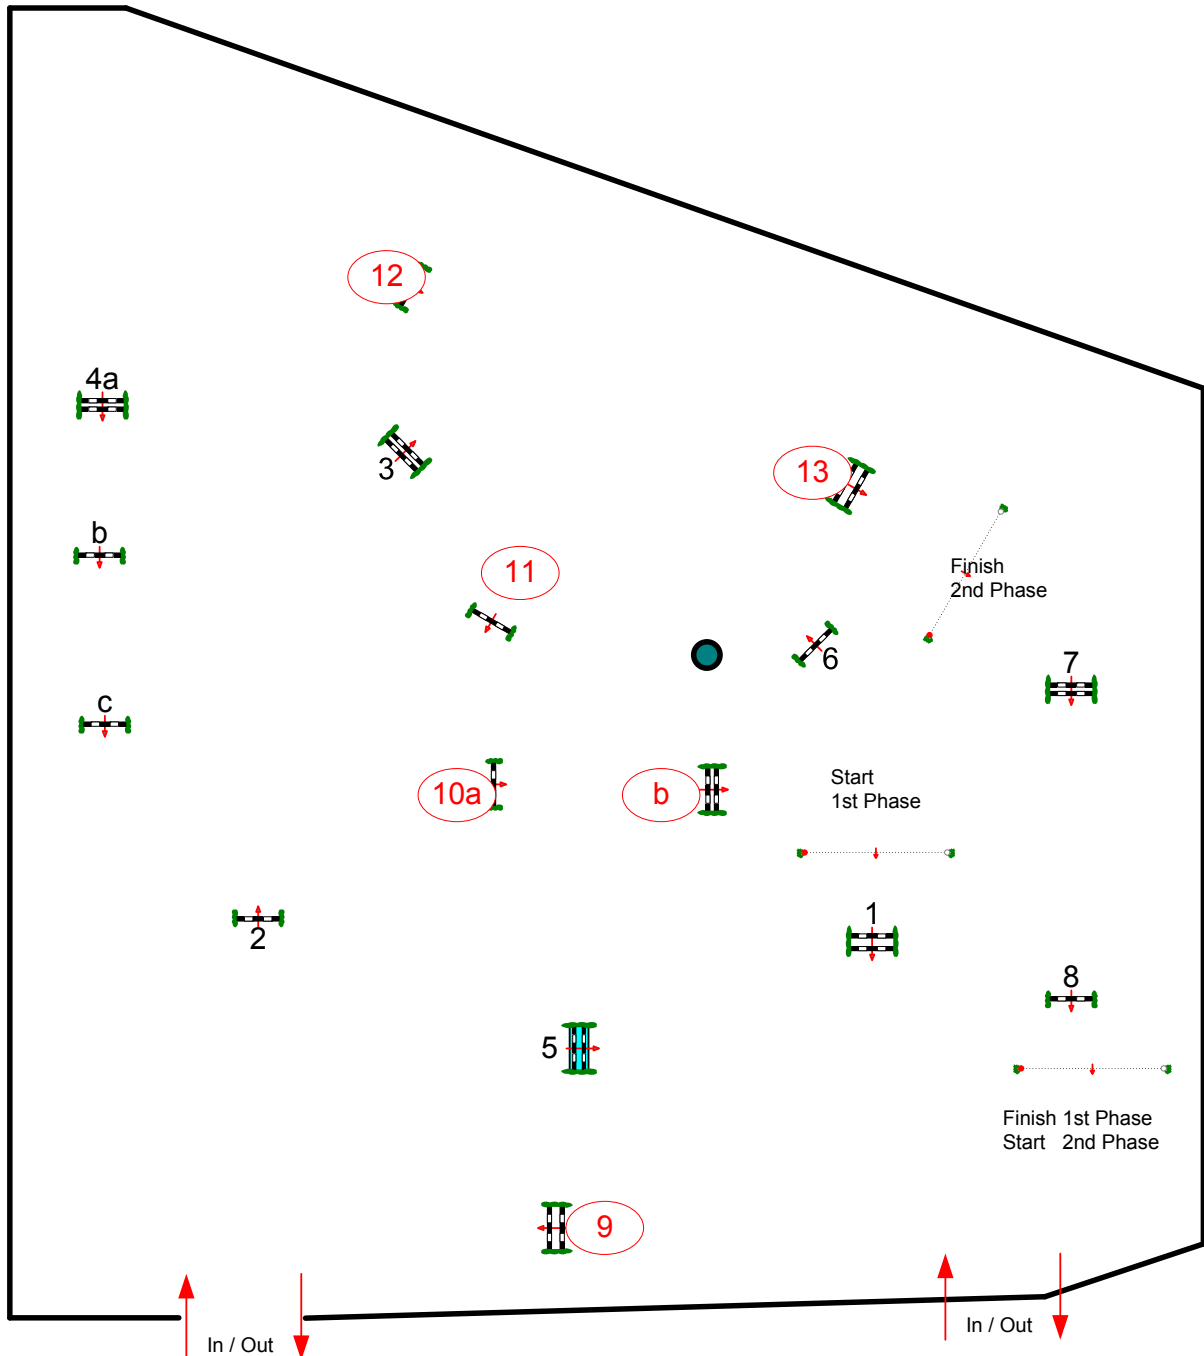 12
4a
3
13
b
11
Finish
2nd Phase
6
7
c
10a
b
Start
1st Phase
2
1
8
5
Finish 1st Phase
Start 2nd Phase
9
In / Out
In / Out